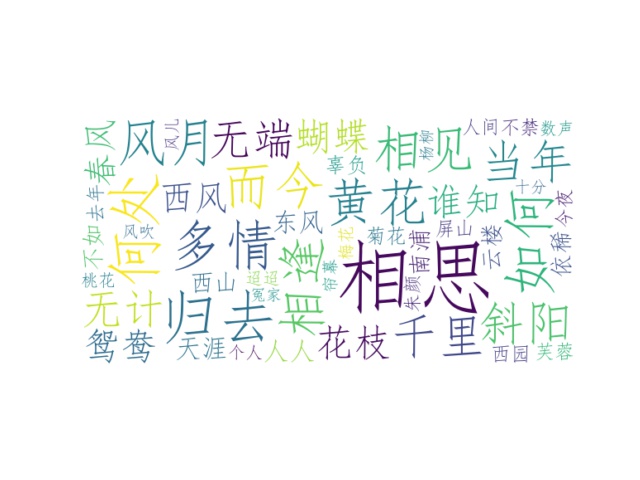 春风
风月
风儿
无端
蝴蝶
辜负
相见
杨柳
人间
不禁
数声
当年
去年
不如
何处
西风
而今
黄花
谁知
十分
今夜
如何
依稀
风吹
多情
东风
相逢
梅花
菊花
南浦
屏山
云楼
桃花
西山
迢迢
冤家
帘幕
相思
朱颜
无计
归去
花枝
千里
斜阳
鸳鸯
天涯
个人
人人
西园
芙蓉